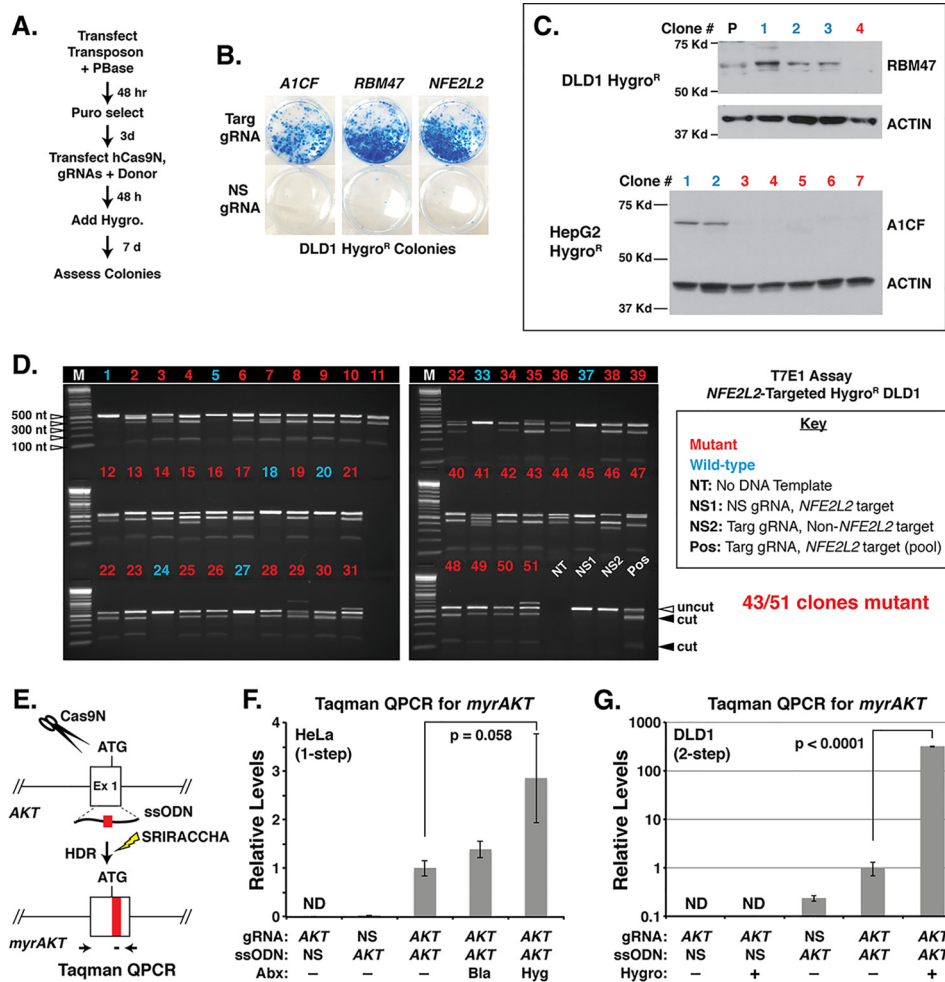 A.
Transfect
Transposon
+ PBase
48 hr
Puro select
3d
Transfect hCas9N,
gRNAs + Donor
48 h
Add Hygro.
7 d
Assess Colonies
B.
A1CF RBM47 NFE2L2
Targ
gRNA
NS
gRNA
DLD1 Hygroᴿ Colonies
C.
Clone # P 1 2 3 4
75 Kd
DLD1 Hygroᴿ
RBM47
50 Kd
ACTIN
37 Kd
Clone # 1 2 3 4 5 6 7
75 Kd
A1CF
HepG2
Hygroᴿ
50 Kd
ACTIN
37 Kd
D.
M 1 2 3 4 5 6 7 8 9 10 11
500 nt
300 nt
100 nt
12 13 14 15 16 17 18 19 20 21
22 23 24 25 26 27 28 29 30 31
M 32 33 34 35 36 37 38 39
40 41 42 43 44 45 46 47
48 49 50 51 NT NS1 NS2 Pos
uncut
cut
cut
T7E1 Assay
NFE2L2-Targeted Hygroᴿ DLD1
Key
Mutant
Wild-type
NT: No DNA Template
NS1: NS gRNA, NFE2L2 target
NS2: Targ gRNA, Non-NFE2L2 target
Pos: Targ gRNA, NFE2L2 target (pool)
43/51 clones mutant
E.
Cas9N
ATG
Ex 1
AKT
ssODN
SRIRACCHA
HDR
ATG
myrAKT
Taqman QPCR
F.
Taqman QPCR for myrAKT
HeLa
(1-step)
p = 0.058
Relative Levels
4
3
2
1
0
ND
gRNA: AKT NS AKT AKT AKT
ssODN: NS AKT AKT AKT AKT
Abx: – – – Bla Hyg
G.
Taqman QPCR for myrAKT
DLD1
(2-step)
p < 0.0001
Relative Levels
1000
100
10
1
0.1
ND ND
gRNA: AKT AKT NS AKT AKT
ssODN: NS NS AKT AKT AKT
Hygro: – + – – +